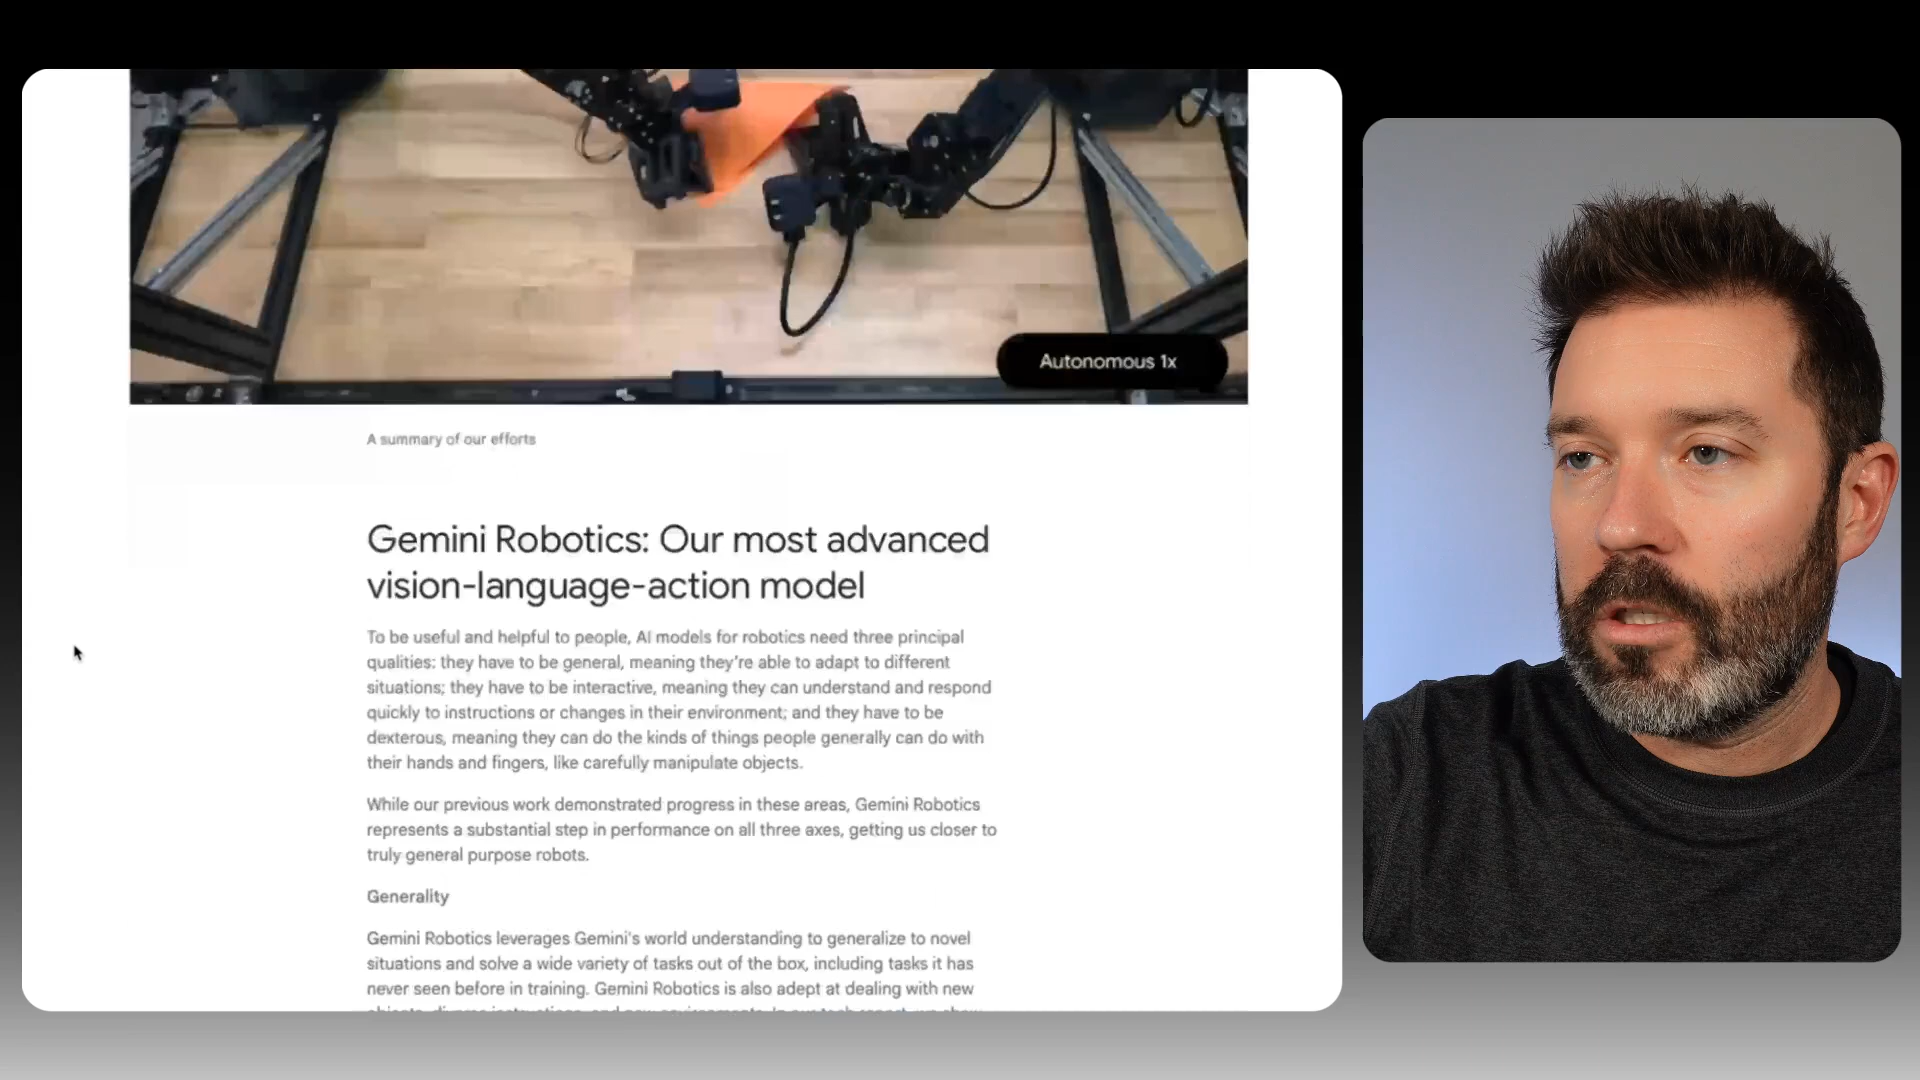 Autonomous 1x
A summary of our efforts
Gemini Robotics: Our most advanced
vision-language-action model
To be useful and helpful to people, AI models for robotics need three principal
qualities: they have to be general, meaning they're able to adapt to different
situations; they have to be interactive, meaning they can understand and respond
quickly to instructions or changes in their environment; and they have to be
dexterous, meaning they can do the kinds of things people generally can do with
their hands and fingers, like carefully manipulate objects.
While our previous work demonstrated progress in these areas, Gemini Robotics
represents a substantial step in performance on all three axes, getting us closer to
truly general purpose robots.
Generality
Gemini Robotics leverages Gemini's world understanding to generalize to novel
situations and solve a wide variety of tasks out of the box, including tasks it has
never seen before in training. Gemini Robotics is also adept at dealing with new